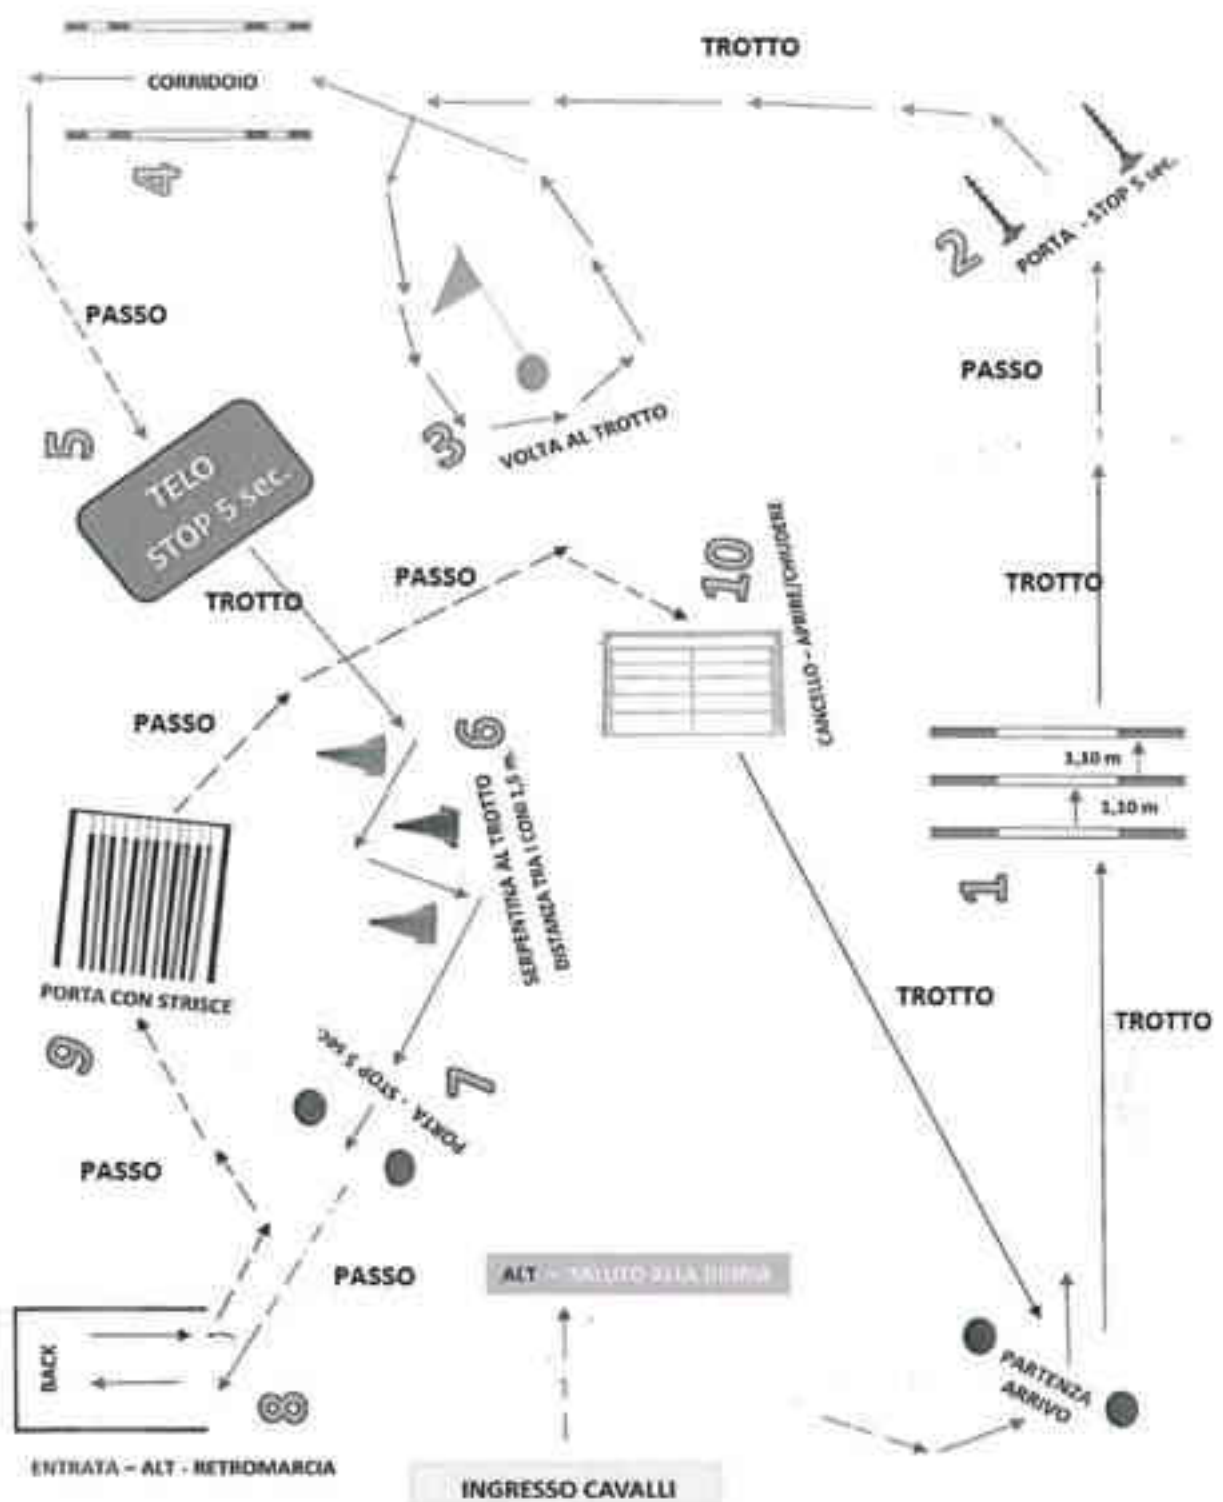 TROTTO
CORRIDOIO
4
2
PORTA - STOP 5 sec.
PASSO
PASSO
3
VOLTA AL TROTTO
5
TELO
STOP 5 sec.
TROTTO
PASSO
10
CANCELLO - APRIRE/CHIUDERE
TROTTO
PASSO
6
SERPENTINA AL TROTTO
DISTANZA TRA I CONI 1,5 m.
1,10 m
1,10 m
1
PORTA CON STRISCE
9
TROTTO
TROTTO
PORTA - STOP 5 sec.
7
PASSO
PASSO
ALT - SALUTO ALLA GIURIA
BACK
8
PARTENZA
ARRIVO
ENTRATA – ALT - RETROMARCIA
INGRESSO CAVALLI